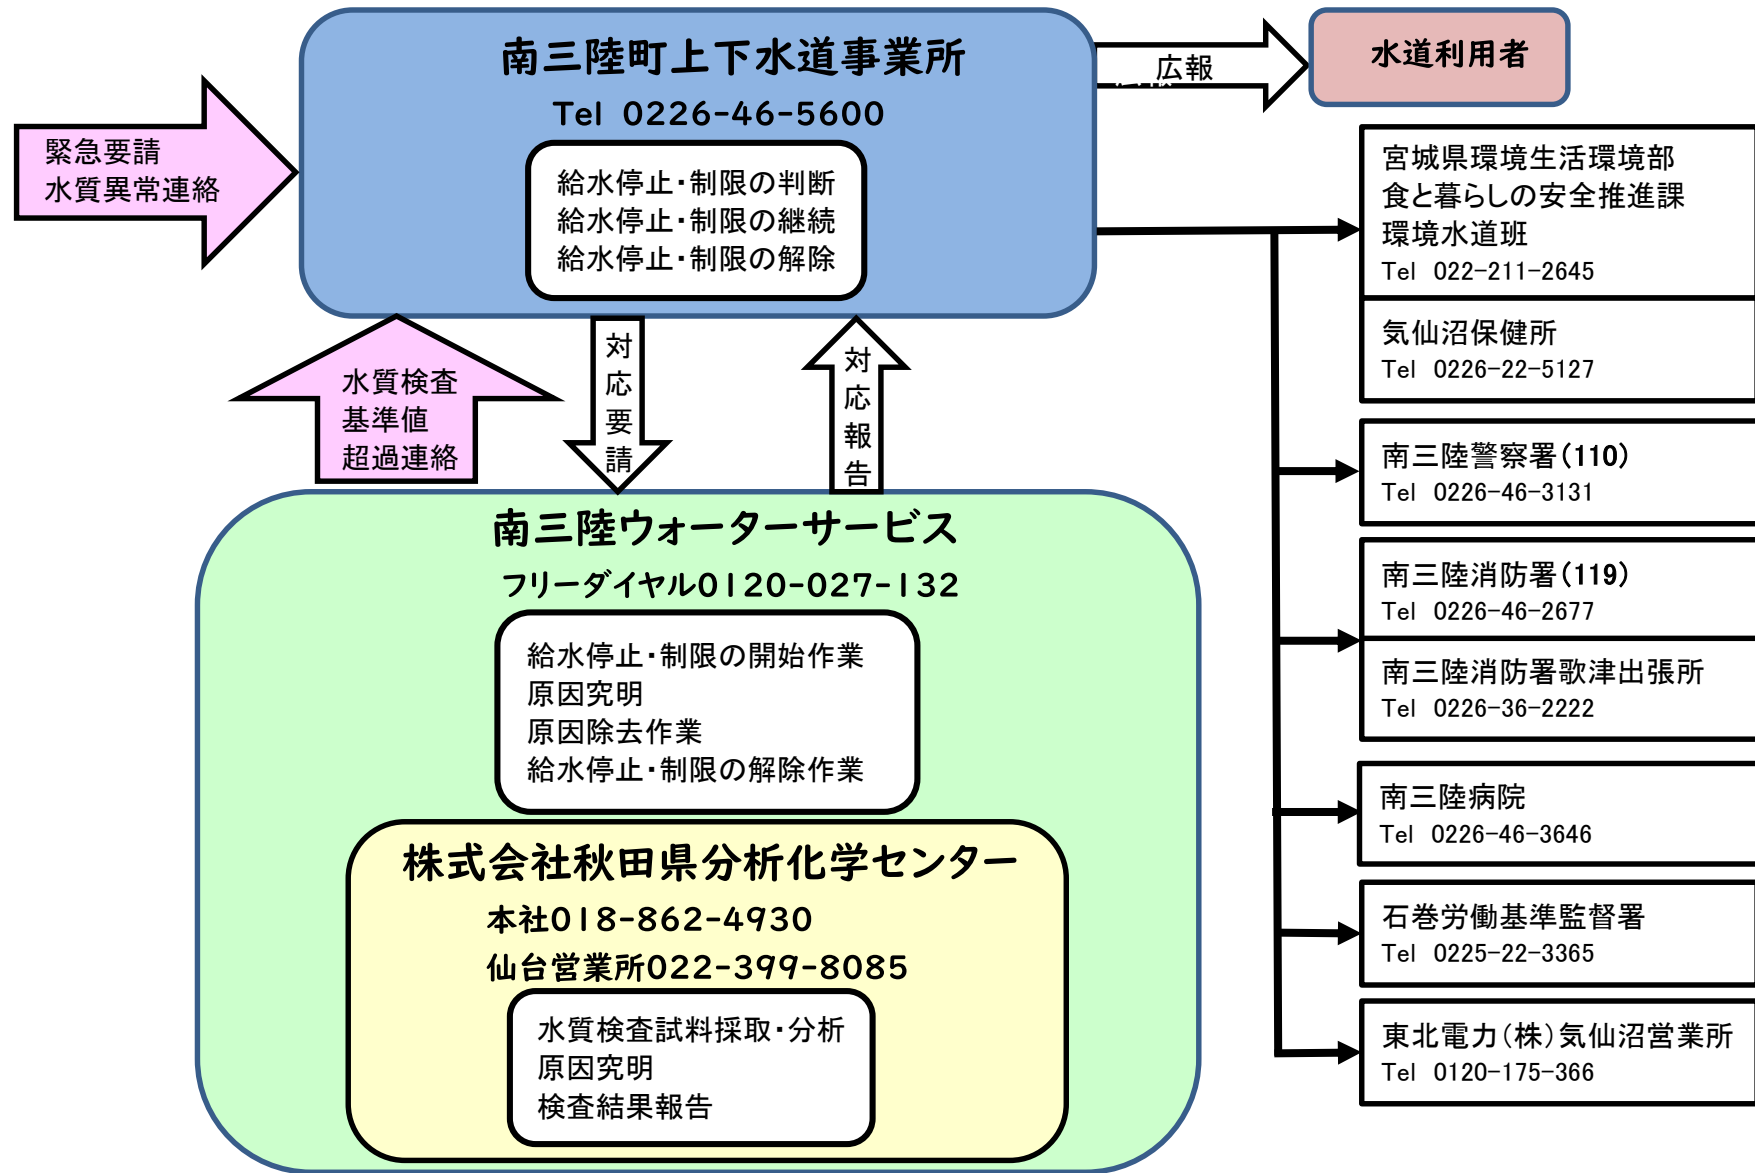 南三陸町上下水道事業所
Tel 0226-46-5600
給水停止・制限の判断
給水停止・制限の継続
給水停止・制限の解除
緊急要請
水質異常連絡
広報
水道利用者
水質検査
基準値
超過連絡
対応要請
対応報告
南三陸ウォーターサービス
フリーダイヤル0120-027-132
給水停止・制限の開始作業
原因究明
原因除去作業
給水停止・制限の解除作業
株式会社秋田県分析化学センター
本社018-862-4930
仙台営業所022-399-8085
水質検査試料採取・分析
原因究明
検査結果報告
宮城県環境生活環境部
食と暮らしの安全推進課
環境水道班
Tel 022-211-2645
気仙沼保健所
Tel 0226-22-5127
南三陸警察署(110)
Tel 0226-46-3131
南三陸消防署(119)
Tel 0226-46-2677
南三陸消防署歌津出張所
Tel 0226-36-2222
南三陸病院
Tel 0226-46-3646
石巻労働基準監督署
Tel 0225-22-3365
東北電力(株)気仙沼営業所
Tel 0120-175-366